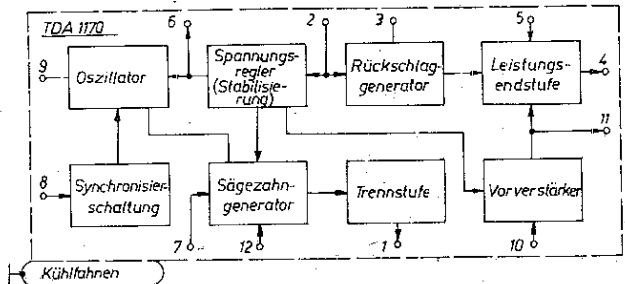 TDA 1170
6
2
3
5
9
Oszillator
Spannungs-
regler
(Stabilisie-
rung)
Rückschlag-
generator
Leistungs-
endstufe
4
11
8
Synchronisier-
schaltung
Sägezahn-
generator
Trennstufe
Vorverstärker
7
12
1
10
Kühlfahnen